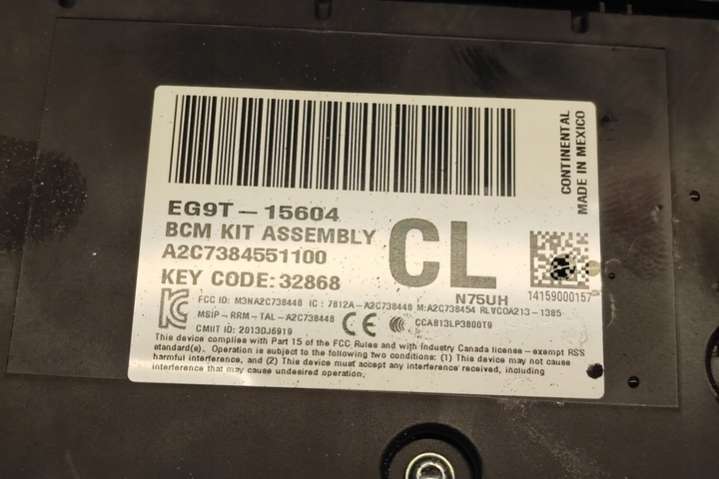 CONTINENTAL
MADE IN MEXICO
EG9T-15604
BCM KIT ASSEMBLY
A2C7384551100
KEY CODE:32868
CL
N75UH
14159000157
FCC ID: M3NA2C738448 IC : 7812A-A2C738448 M:A2C738454 RLVCOA213-1385
MSIP-RRM-TAL-A2C738448 CE CCAB13LP3800T9
CMIIT ID: 2013DJ6919
This device complies with Part 15 of the FCC Rules and with Industry Canada license - exempt RSS
standard(s). Operation is subject to the following two conditions: (1) This device may not cause
harmful interference, and (2) This device must accept any interference received, including
interference that may cause undesired operation.